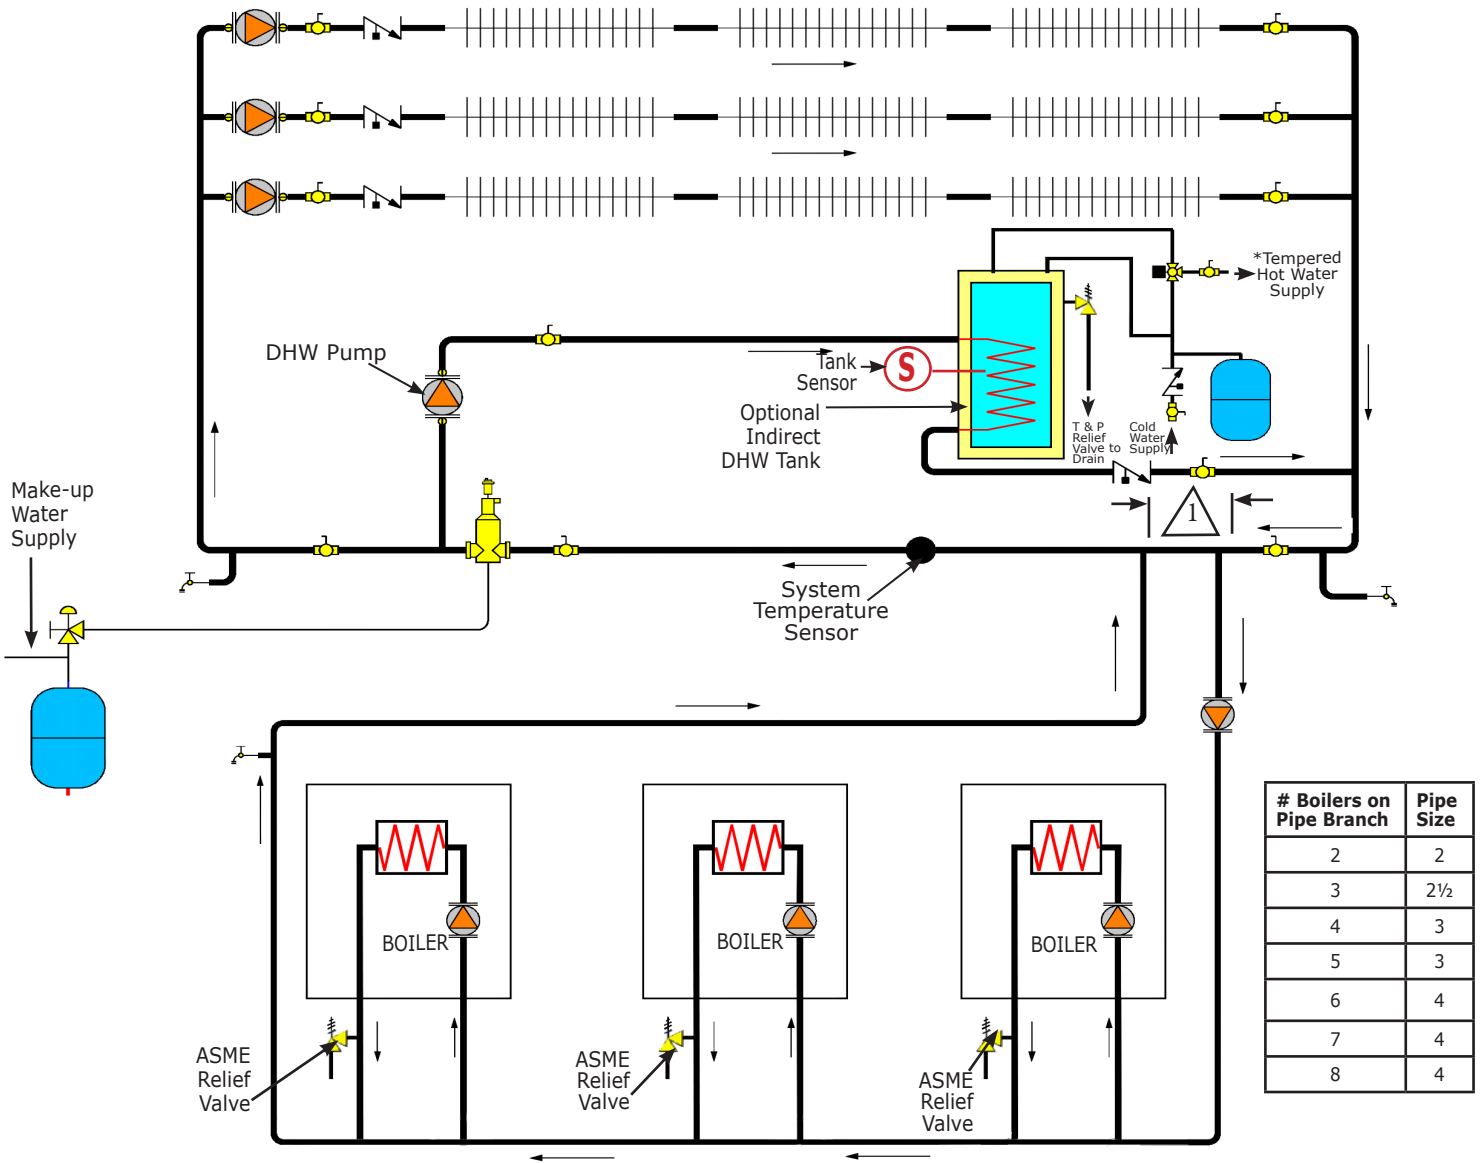 *Tempered
Hot Water
Supply
DHW Pump
Tank
Sensor
S
Optional
Indirect
DHW Tank
T & P
Relief
Valve to
Drain
Cold
Water
Supply
1
Make-up
Water
Supply
System
Temperature
Sensor
BOILER
BOILER
BOILER
ASME
Relief
Valve
ASME
Relief
Valve
ASME
Relief
Valve
# Boilers on
Pipe Branch
Pipe
Size
2 2
3 2½
4 3
5 3
6 4
7 4
8 4